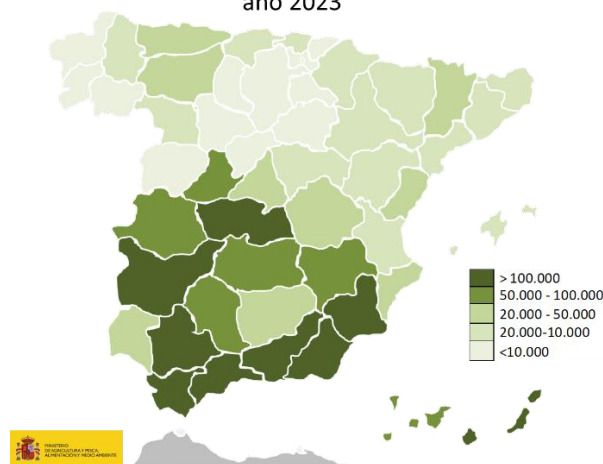 año 2023
> 100.000
50.000 - 100.000
20.000 - 50.000
20.000-10.000
<10.000
MINISTERIO
DE AGRICULTURA Y PESCA,
ALIMENTACIÓN Y MEDIO AMBIENTE